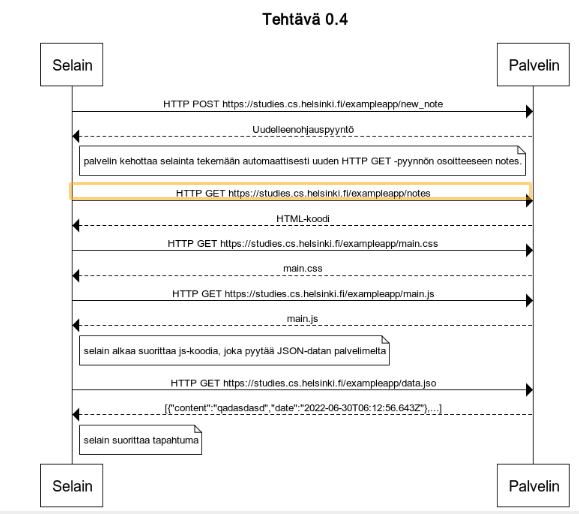 Tehtävä 0.4
Selain Palvelin
HTTP POST https://studies.cs.helsinki.fi/exampleapp/new_note
Uudelleenohjauspyyntö
palvelin kehottaa selainta tekemään automaattisesti uuden HTTP GET -pyynnön osoitteeseen notes.
HTTP GET https://studies.cs.helsinki.fi/exampleapp/notes
HTML-koodi
HTTP GET https://studies.cs.helsinki.fi/exampleapp/main.css
main.css
HTTP GET https://studies.cs.helsinki.fi/exampleapp/main.js
main.js
selain alkaa suorittaa js-koodia, joka pyytää JSON-datan palvelimelta
HTTP GET https://studies.cs.helsinki.fi/exampleapp/data.jso
[{"content":"qadasdasd","date":"2022-06-30T06:12:56.643Z"},...]
selain suorittaa tapahtuma
Selain Palvelin